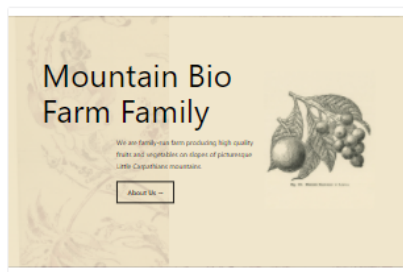 Mountain Bio
Farm Family
We are family-run farm producing high quality
fruits and vegetables on slopes of picturesque
Little Carpathians mountains
About Us —